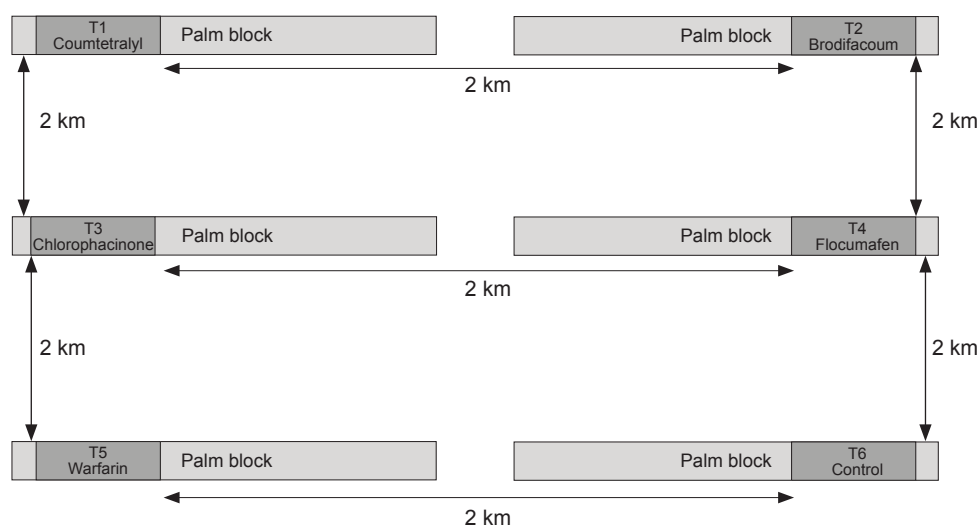 T1
Coumtetralyl
Palm block
Palm block
T2
Brodifacoum
2 km
2 km
2 km
T3
Chlorophacinone
Palm block
Palm block
T4
Flocumafen
2 km
2 km
2 km
T5
Warfarin
Palm block
Palm block
T6
Control
2 km